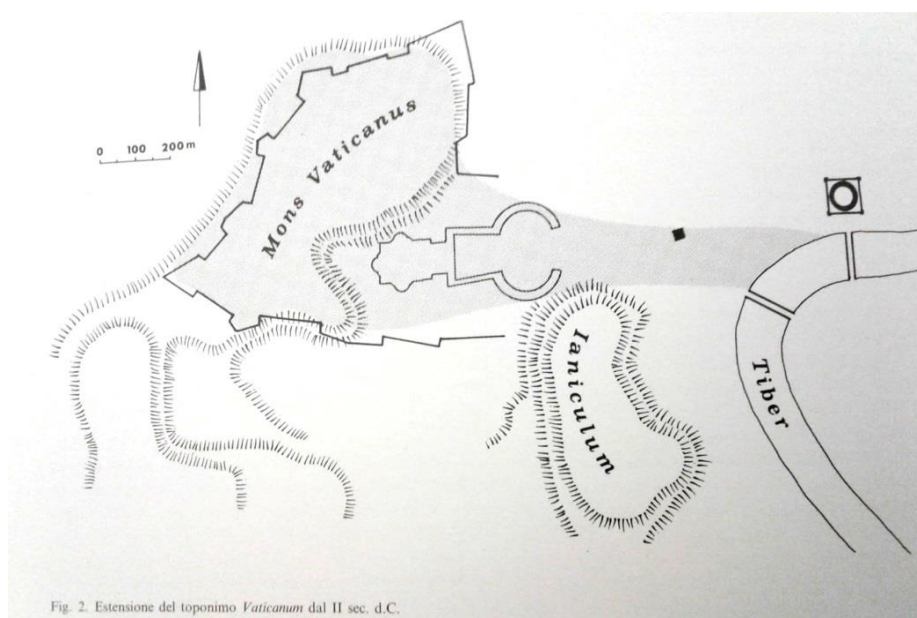 Mons Vaticanus
0 100 200 m
Ianiculum
Tiber
Fig. 2. Estensione del toponimo Vaticanum dal II sec. d.C.